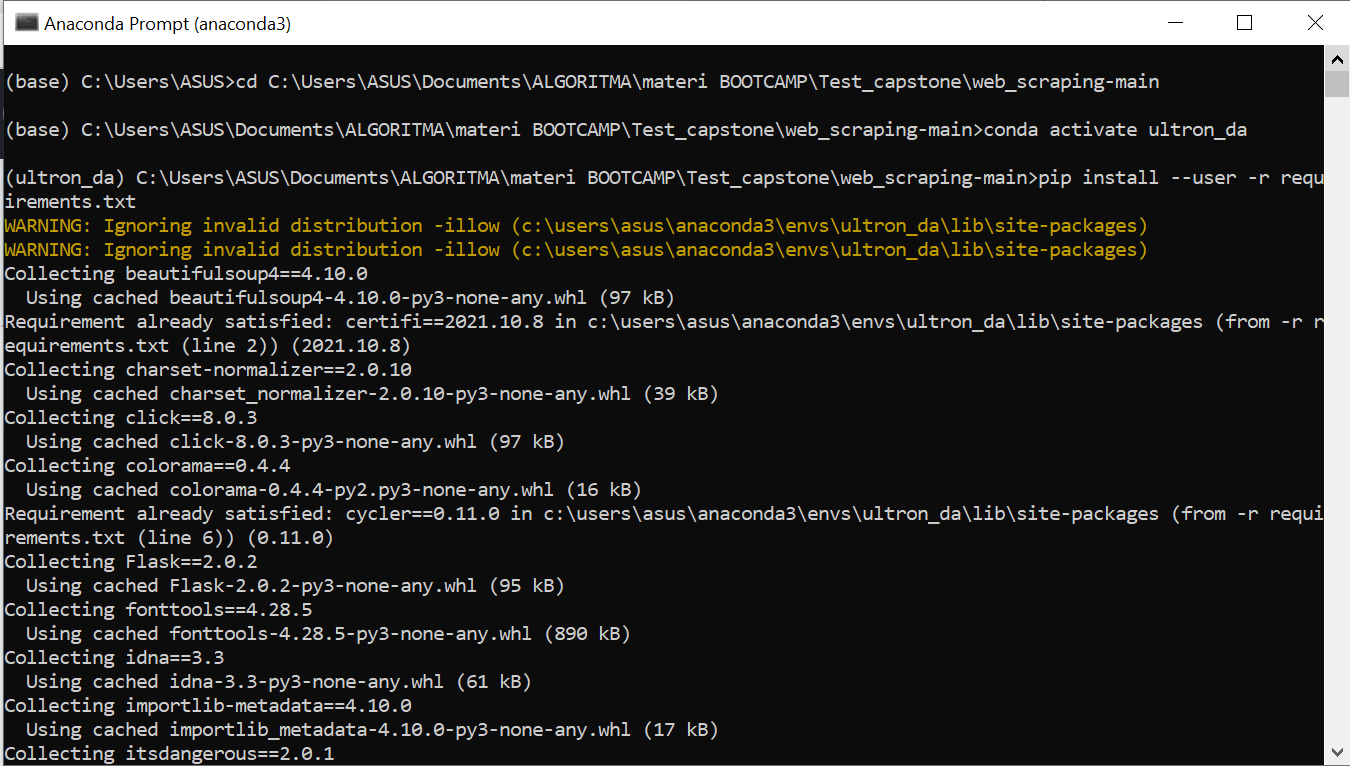 Anaconda Prompt (anaconda3)
(base) C:\Users\ASUS>cd C:\Users\ASUS\Documents\ALGORITMA\materi BOOTCAMP\Test_capstone\web_scraping-main
(base) C:\Users\ASUS\Documents\ALGORITMA\materi BOOTCAMP\Test_capstone\web_scraping-main>conda activate ultron_da
(ultron_da) C:\Users\ASUS\Documents\ALGORITMA\materi BOOTCAMP\Test_capstone\web_scraping-main>pip install --user -r requ
irements.txt
WARNING: Ignoring invalid distribution -illow (c:\users\asus\anaconda3\envs\ultron_da\lib\site-packages)
WARNING: Ignoring invalid distribution -illow (c:\users\asus\anaconda3\envs\ultron_da\lib\site-packages)
Collecting beautifulsoup4==4.10.0
  Using cached beautifulsoup4-4.10.0-py3-none-any.whl (97 kB)
Requirement already satisfied: certifi==2021.10.8 in c:\users\asus\anaconda3\envs\ultron_da\lib\site-packages (from -r r
equirements.txt (line 2)) (2021.10.8)
Collecting charset-normalizer==2.0.10
  Using cached charset_normalizer-2.0.10-py3-none-any.whl (39 kB)
Collecting click==8.0.3
  Using cached click-8.0.3-py3-none-any.whl (97 kB)
Collecting colorama==0.4.4
  Using cached colorama-0.4.4-py2.py3-none-any.whl (16 kB)
Requirement already satisfied: cycler==0.11.0 in c:\users\asus\anaconda3\envs\ultron_da\lib\site-packages (from -r requi
rements.txt (line 6)) (0.11.0)
Collecting Flask==2.0.2
  Using cached Flask-2.0.2-py3-none-any.whl (95 kB)
Collecting fonttools==4.28.5
  Using cached fonttools-4.28.5-py3-none-any.whl (890 kB)
Collecting idna==3.3
  Using cached idna-3.3-py3-none-any.whl (61 kB)
Collecting importlib-metadata==4.10.0
  Using cached importlib_metadata-4.10.0-py3-none-any.whl (17 kB)
Collecting itsdangerous==2.0.1